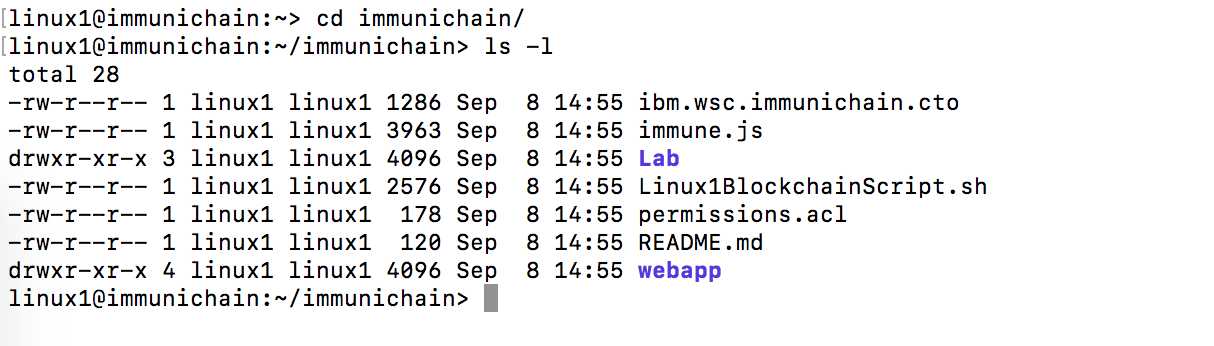 [linux1@immunichain:~> cd immunichain/
[linux1@immunichain:~/immunichain> ls -l
total 28
-rw-r--r-- 1 linux1 linux1 1286 Sep  8 14:55 ibm.wsc.immunichain.cto
-rw-r--r-- 1 linux1 linux1 3963 Sep  8 14:55 immune.js
drwxr-xr-x 3 linux1 linux1 4096 Sep  8 14:55 Lab
-rw-r--r-- 1 linux1 linux1 2576 Sep  8 14:55 Linux1BlockchainScript.sh
-rw-r--r-- 1 linux1 linux1  178 Sep  8 14:55 permissions.acl
-rw-r--r-- 1 linux1 linux1  120 Sep  8 14:55 README.md
drwxr-xr-x 4 linux1 linux1 4096 Sep  8 14:55 webapp
linux1@immunichain:~/immunichain>